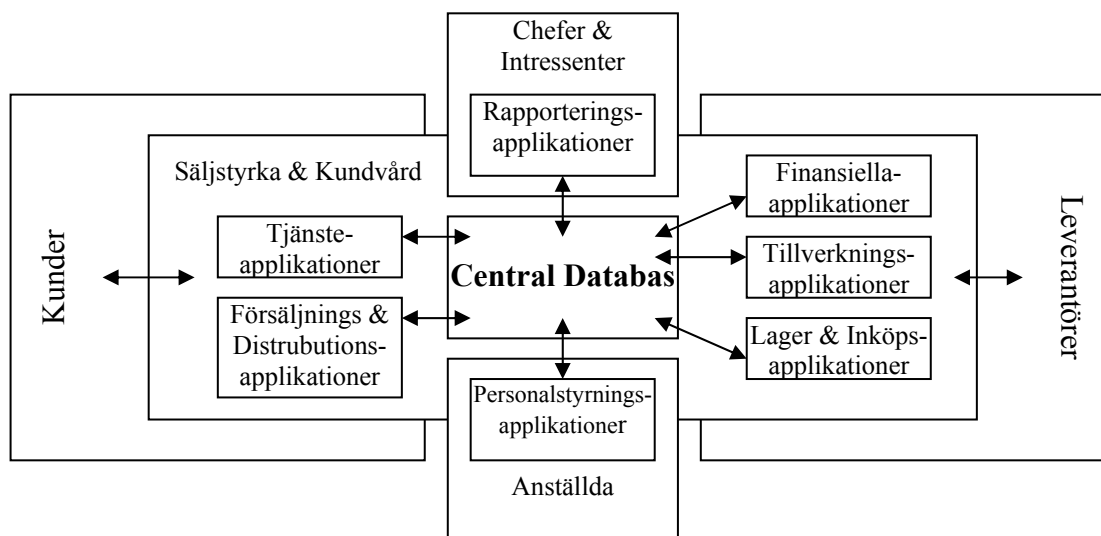 Chefer &
Intressenter
Rapporterings-
applikationer
Säljstyrka & Kundvård
Finansiella-
applikationer
Tjänste-
applikationer
Central Databas
Tillverknings-
applikationer
Kunder
Leverantörer
Försäljnings &
Distrubutions-
applikationer
Lager & Inköps-
applikationer
Personalstyrnings-
applikationer
Anställda